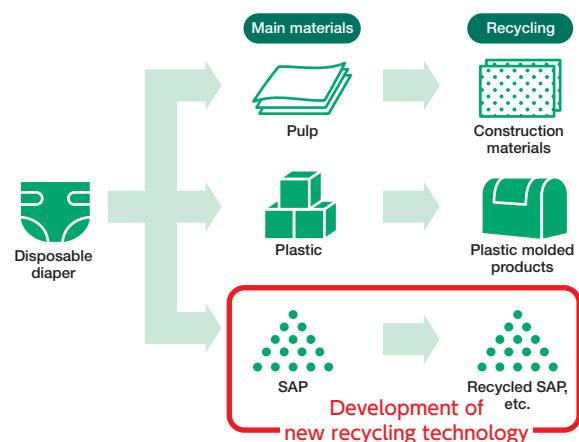 Main materials
Recycling
Pulp
Construction
materials
Disposable
diaper
Plastic
Plastic molded
products
SAP
Recycled SAP,
etc.
Development of
new recycling technology